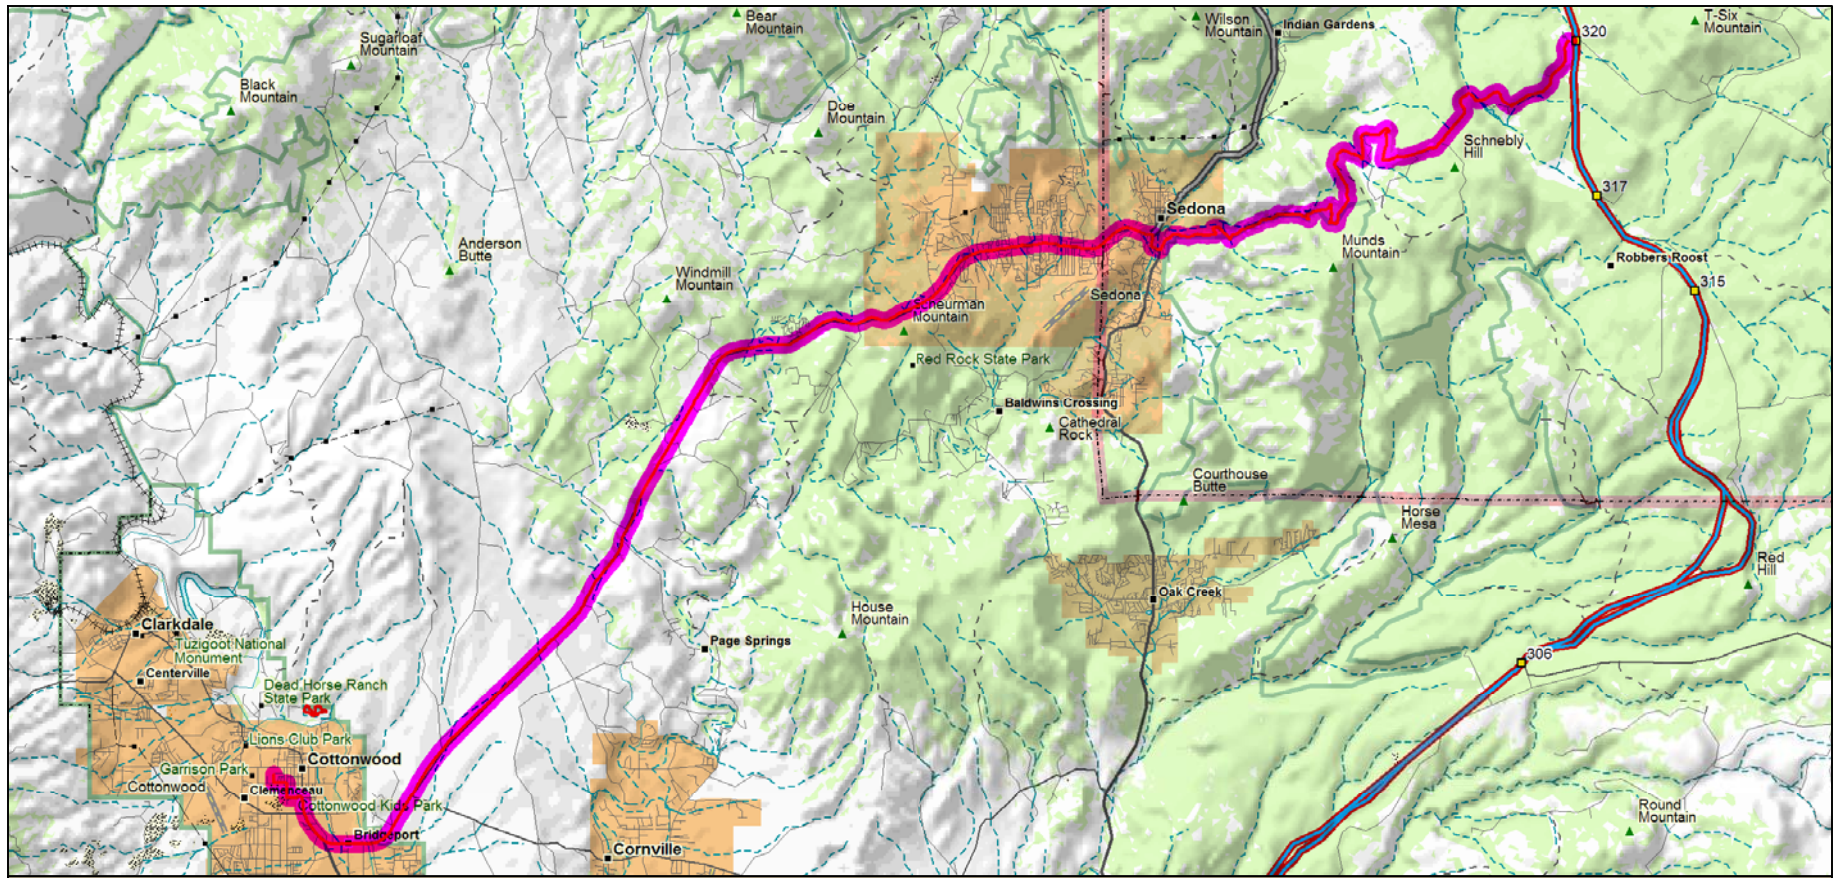 Bear
Mountain
Wilson
Mountain
Indian Gardens
T-Six
Mountain
320
Sugarloaf
Mountain
Black
Mountain
Doe
Mountain
Schnebly
Hill
317
Sedona
Anderson
Butte
Windmill
Mountain
Munds
Mountain
Robbers Roost
315
Sedona
Scheurman
Mountain
Red Rock State Park
Baldwins Crossing
Cathedral
Rock
Courthouse
Butte
Horse
Mesa
Red
Hill
Oak Creek
House
Mountain
Page Springs
306
Clarkdale
Tuzigoot National
Monument
Centerville
Dead Horse Ranch
State Park
Lions Club Park
Cottonwood
Garrison Park
Cottonwood
Clemenceau
Cottonwood Kids Park
Bridgeport
Cornville
Round
Mountain